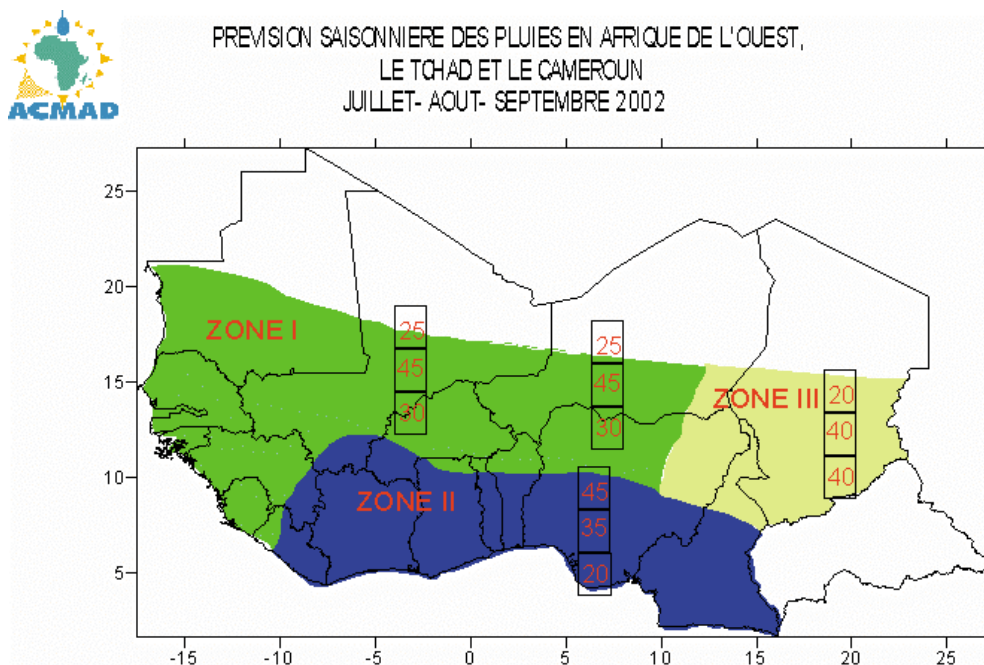 PREVISION SAISONNIERE DES PLUIES EN AFRIQUE DE L'OUEST,
LE TCHAD ET LE CAMEROUN
JUILLET- AOUT- SEPTEMBRE 2002
ACMAD
25
20
15
10
5
ZONE I
25
45
30
25
45
30
ZONE III
20
40
40
ZONE II
45
35
20
-15 -10 -5 0 5 10 15 20 25